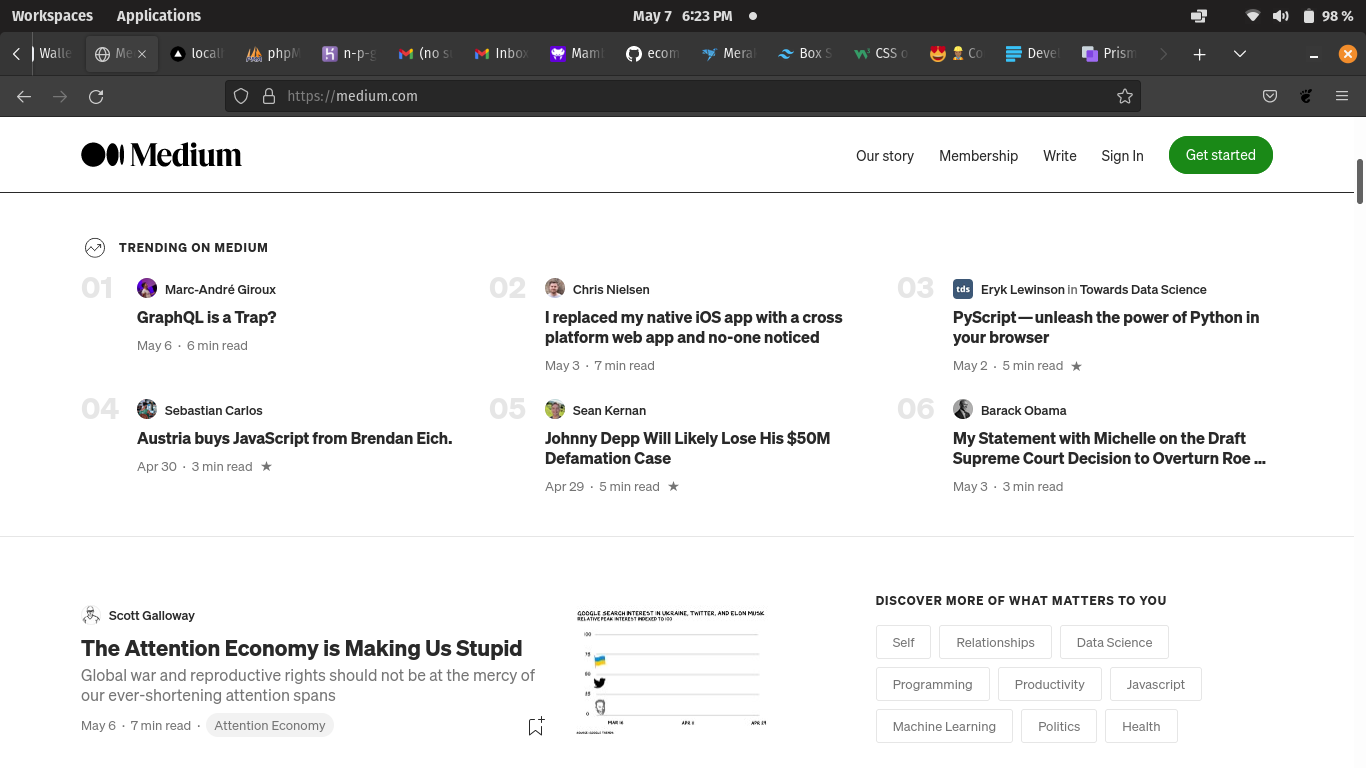 Workspaces Applications May 7 6:23 PM 98 %
Walle Me locall phpM n-p-g (no s Inbox Maml ecom Mera Box S CSS o Co Deve Prism
https://medium.com
Medium Our story Membership Write Sign In Get started
TRENDING ON MEDIUM
01 Marc-André Giroux
GraphQL is a Trap?
May 6 · 6 min read
02 Chris Nielsen
I replaced my native iOS app with a cross
platform web app and no-one noticed
May 3 · 7 min read
03 tds Eryk Lewinson in Towards Data Science
PyScript — unleash the power of Python in
your browser
May 2 · 5 min read ★
04 Sebastian Carlos
Austria buys JavaScript from Brendan Eich.
Apr 30 · 3 min read ★
05 Sean Kernan
Johnny Depp Will Likely Lose His $50M
Defamation Case
Apr 29 · 5 min read ★
06 Barack Obama
My Statement with Michelle on the Draft
Supreme Court Decision to Overturn Roe ...
May 3 · 3 min read
Scott Galloway
The Attention Economy is Making Us Stupid
Global war and reproductive rights should not be at the mercy of
our ever-shortening attention spans
May 6 · 7 min read · Attention Economy
GOOGLE SEARCH INTEREST IN UKRAINE, TWITTER, AND ELON MUSK
RELATIVE PEAK INTEREST INDEXED TO 100
100
75
50
25
0
SOURCE: GOOGLE TRENDS
DISCOVER MORE OF WHAT MATTERS TO YOU
Self Relationships Data Science
Programming Productivity Javascript
Machine Learning Politics Health